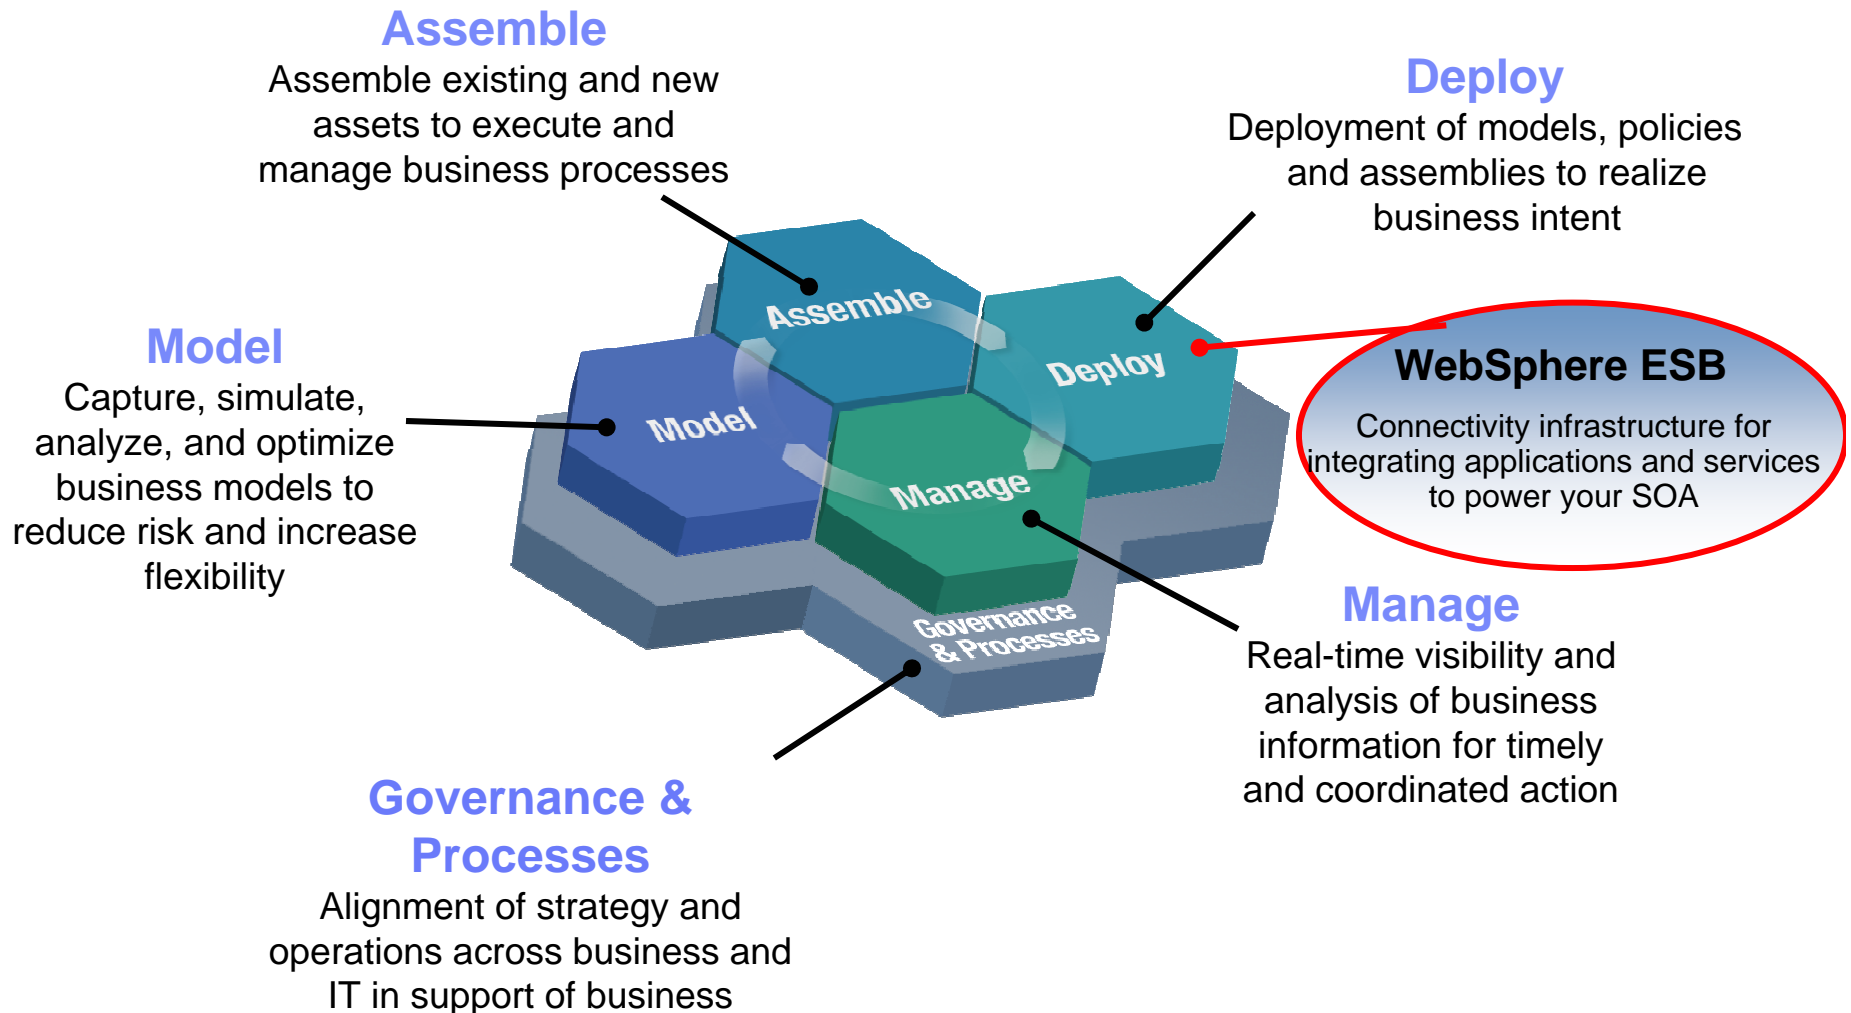 Assemble
Assemble existing and new
assets to execute and
manage business processes
Deploy
Deployment of models, policies
and assemblies to realize
business intent
Model
Capture, simulate,
analyze, and optimize
business models to
reduce risk and increase
flexibility
Assemble
Deploy
Model
Manage
Governance
& Processes
WebSphere ESB
Connectivity infrastructure for
integrating applications and services
to power your SOA
Manage
Real-time visibility and
analysis of business
information for timely
and coordinated action
Governance &
Processes
Alignment of strategy and
operations across business and
IT in support of business